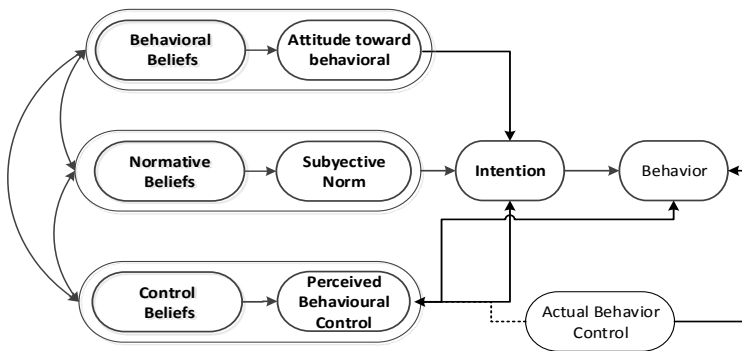 Behavioral
Beliefs
Attitude toward
behavioral
Normative
Beliefs
Subyective
Norm
Intention
Behavior
Control
Beliefs
Perceived
Behavioural
Control
Actual Behavior
Control